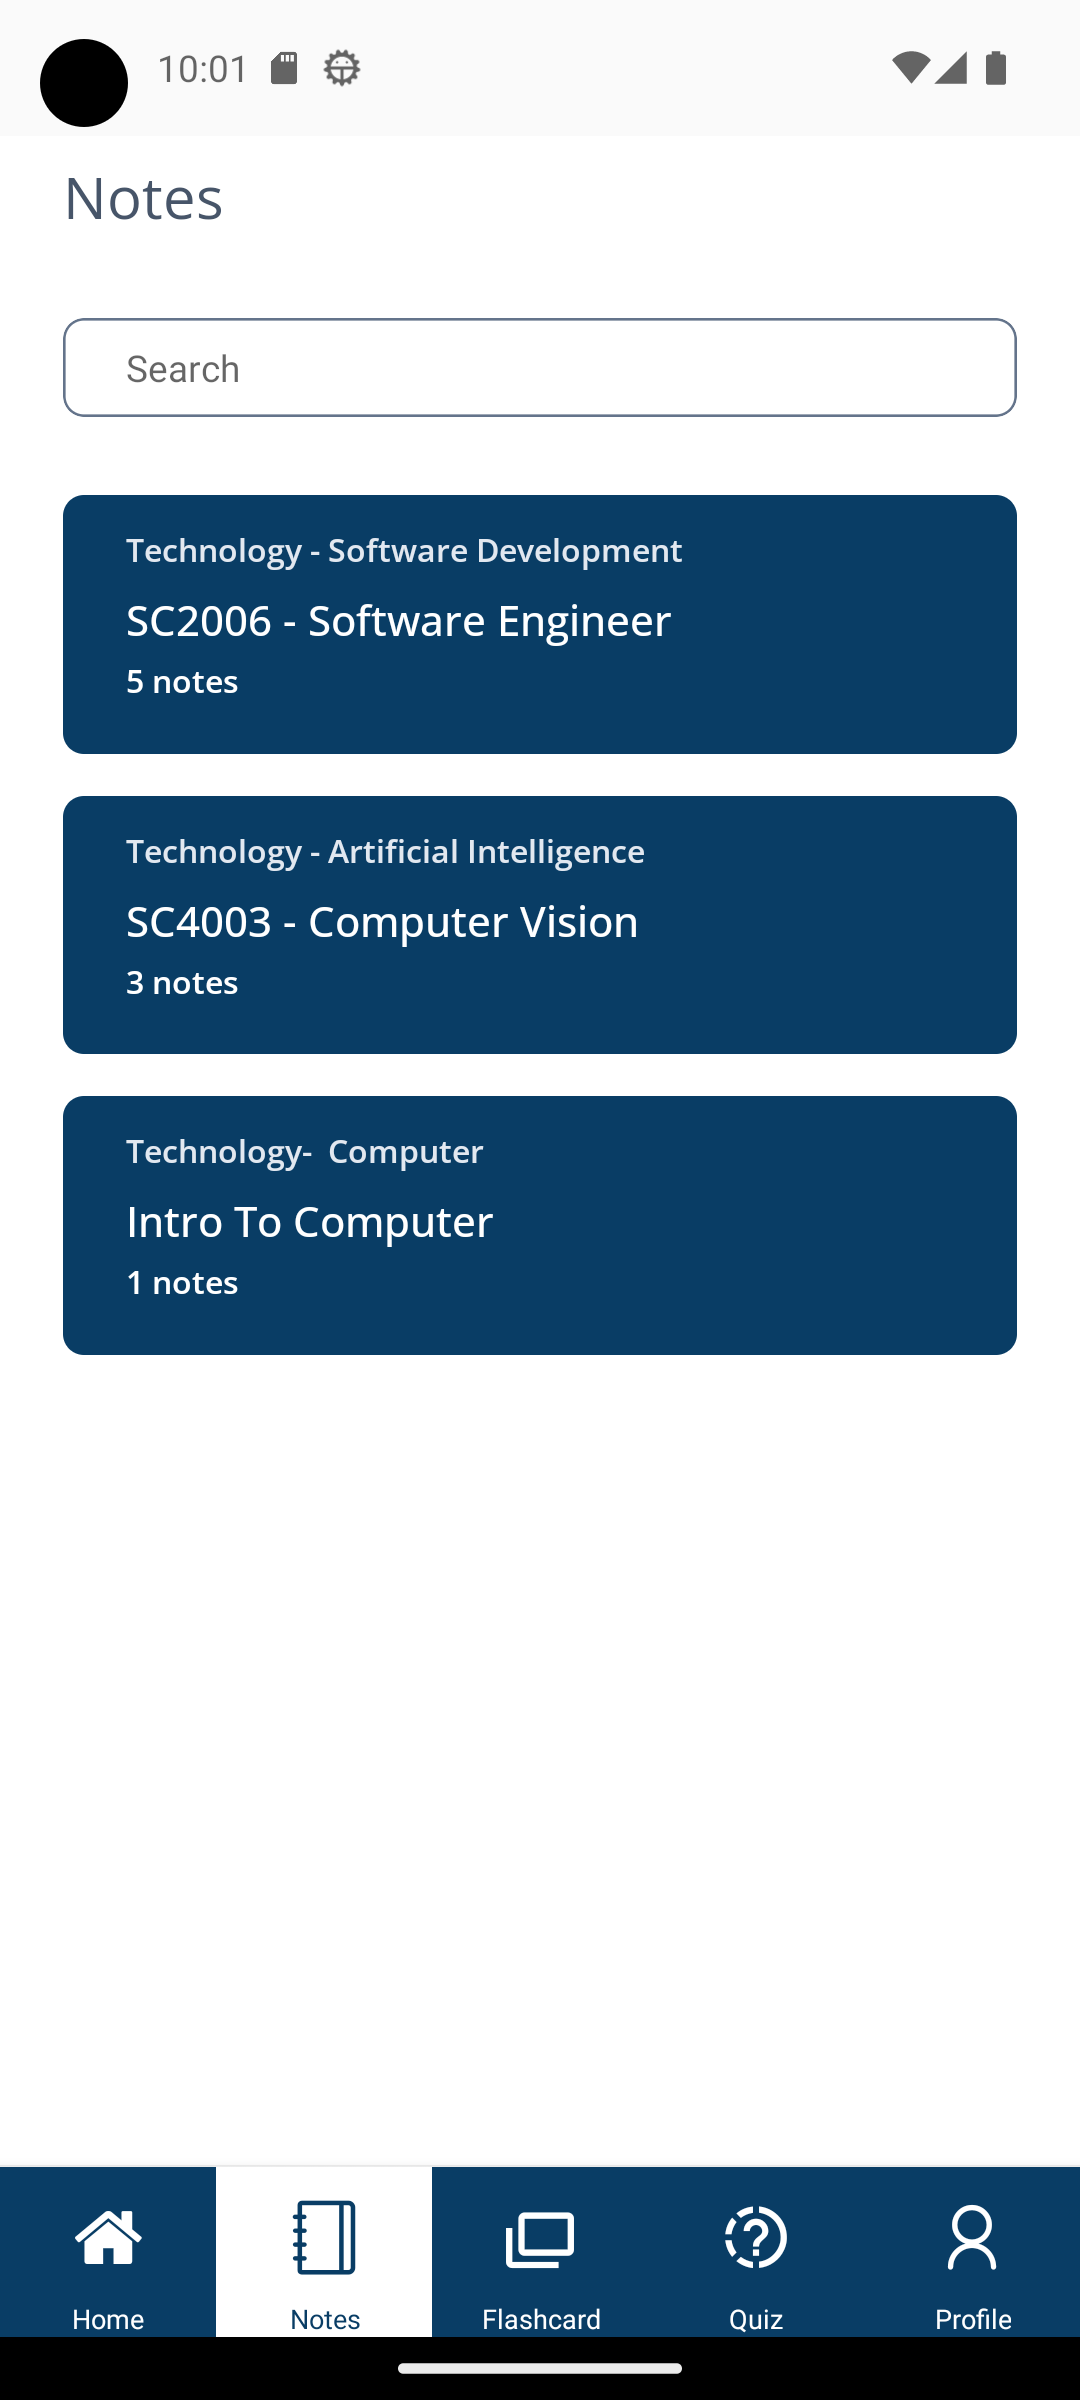 10:01
Notes
Search
Technology - Software Development
SC2006 - Software Engineer
5 notes
Technology - Artificial Intelligence
SC4003 - Computer Vision
3 notes
Technology-  Computer
Intro To Computer
1 notes
Home
Notes
Flashcard
Quiz
Profile